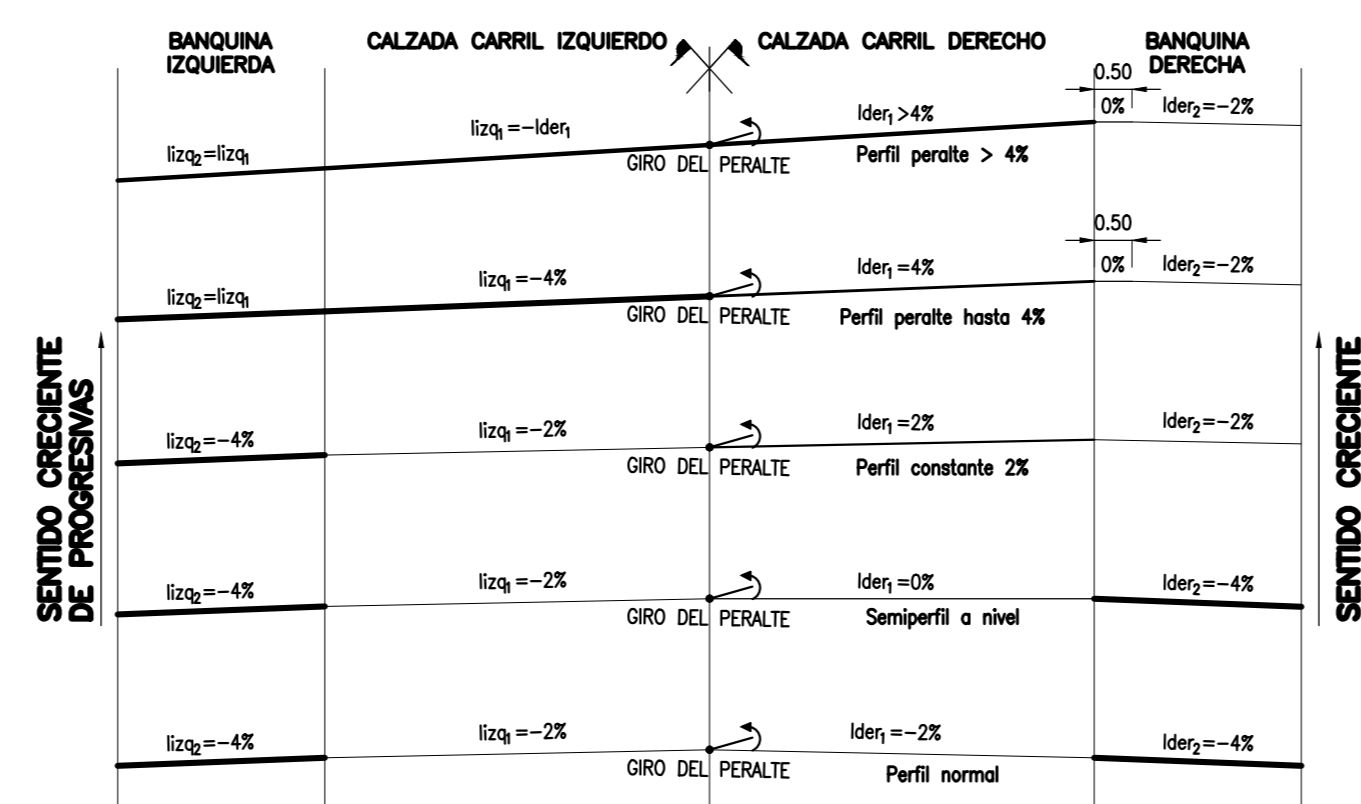 BANQUINA
IZQUIERDA
CALZADA CARRIL IZQUIERDO
CALZADA CARRIL DERECHO
BANQUINA
DERECHA
0.50
Iizq₂=Iizq₁
Iizq₁=-Ider₁
Ider₁>4%
0%
Ider₂=-2%
GIRO DEL PERALTE
Perfil peralte > 4%
0.50
Iizq₂=Iizq₁
Iizq₁=-4%
Ider₁=4%
0%
Ider₂=-2%
GIRO DEL PERALTE
Perfil peralte hasta 4%
Iizq₂=-4%
Iizq₁=-2%
Ider₁=2%
Ider₂=-2%
GIRO DEL PERALTE
Perfil constante 2%
Iizq₂=-4%
Iizq₁=-2%
Ider₁=0%
Ider₂=-4%
GIRO DEL PERALTE
Semiperfil a nivel
Iizq₂=-4%
Iizq₁=-2%
Ider₁=-2%
Ider₂=-4%
GIRO DEL PERALTE
Perfil normal
SENTIDO CRECIENTE
DE PROGRESIVAS
SENTIDO CRECIENTE